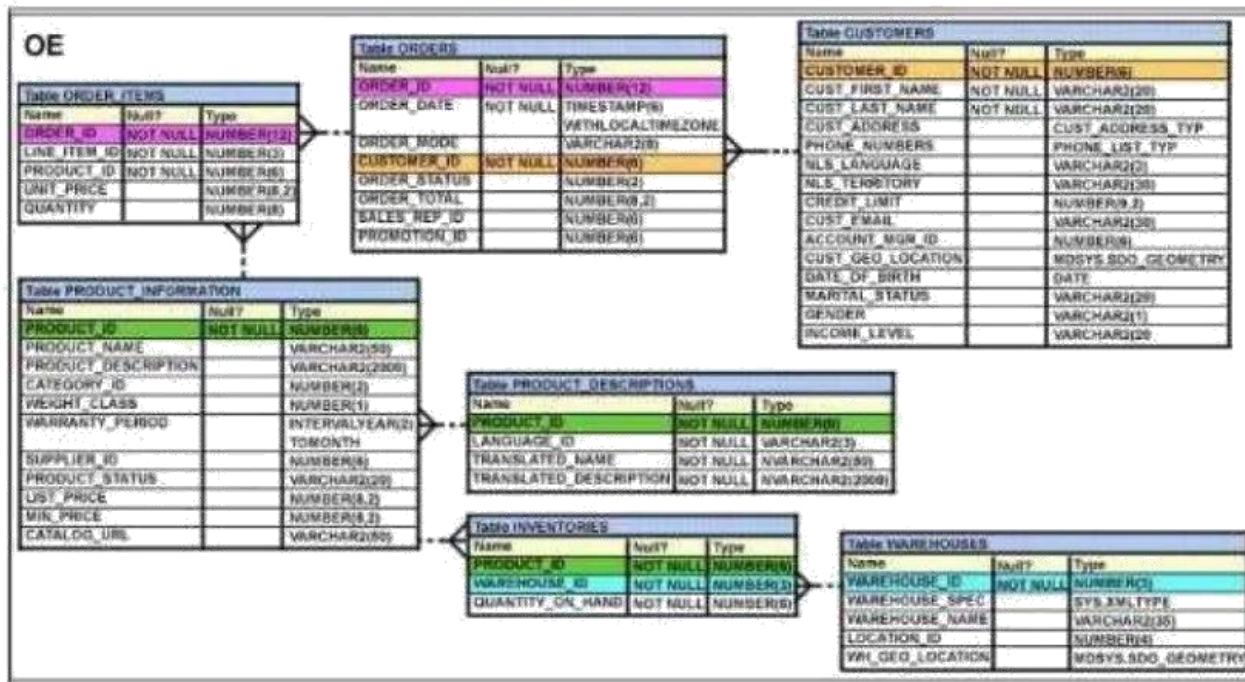 OE
Table ORDER_ITEMS
Name Null? Type
ORDER_ID NOT NULL NUMBER(12)
LINE_ITEM_ID NOT NULL NUMBER(3)
PRODUCT_ID NOT NULL NUMBER(6)
UNIT_PRICE NUMBER(8,2)
QUANTITY NUMBER(8)
Table ORDERS
Name Null? Type
ORDER_ID NOT NULL NUMBER(12)
ORDER_DATE NOT NULL TIMESTAMP(6)
WITHLOCALTIMEZONE
ORDER_MODE VARCHAR2(8)
CUSTOMER_ID NOT NULL NUMBER(6)
ORDER_STATUS NUMBER(2)
ORDER_TOTAL NUMBER(8,2)
SALES_REP_ID NUMBER(6)
PROMOTION_ID NUMBER(6)
Table CUSTOMERS
Name Null? Type
CUSTOMER_ID NOT NULL NUMBER(6)
CUST_FIRST_NAME NOT NULL VARCHAR2(20)
CUST_LAST_NAME NOT NULL VARCHAR2(20)
CUST_ADDRESS CUST_ADDRESS_TYP
PHONE_NUMBERS PHONE_LIST_TYP
NLS_LANGUAGE VARCHAR2(3)
NLS_TERRITORY VARCHAR2(30)
CREDIT_LIMIT NUMBER(9,2)
CUST_EMAIL VARCHAR2(30)
ACCOUNT_MGR_ID NUMBER(6)
CUST_GEO_LOCATION MDSYS.SDO_GEOMETRY
DATE_OF_BIRTH DATE
MARITAL_STATUS VARCHAR2(20)
GENDER VARCHAR2(1)
INCOME_LEVEL VARCHAR2(20
Table PRODUCT_INFORMATION
Name Null? Type
PRODUCT_ID NOT NULL NUMBER(6)
PRODUCT_NAME VARCHAR2(50)
PRODUCT_DESCRIPTION VARCHAR2(2000)
CATEGORY_ID NUMBER(2)
WEIGHT_CLASS NUMBER(1)
WARRANTY_PERIOD INTERVALYEAR(2)
TOMONTH
SUPPLIER_ID NUMBER(6)
PRODUCT_STATUS VARCHAR2(20)
LIST_PRICE NUMBER(8,2)
MIN_PRICE NUMBER(8,2)
CATALOG_URL VARCHAR2(50)
Table PRODUCT_DESCRIPTIONS
Name Null? Type
PRODUCT_ID NOT NULL NUMBER(6)
LANGUAGE_ID NOT NULL VARCHAR2(3)
TRANSLATED_NAME NOT NULL NVARCHAR2(50)
TRANSLATED_DESCRIPTION NOT NULL NVARCHAR2(2000)
Table INVENTORIES
Name Null? Type
PRODUCT_ID NOT NULL NUMBER(6)
WAREHOUSE_ID NOT NULL NUMBER(3)
QUANTITY_ON_HAND NOT NULL NUMBER(8)
Table WAREHOUSES
Name Null? Type
WAREHOUSE_ID NOT NULL NUMBER(3)
WAREHOUSE_SPEC SYS.XMLTYPE
WAREHOUSE_NAME VARCHAR2(35)
LOCATION_ID NUMBER(4)
WH_GEO_LOCATION MDSYS.SDO_GEOMETRY